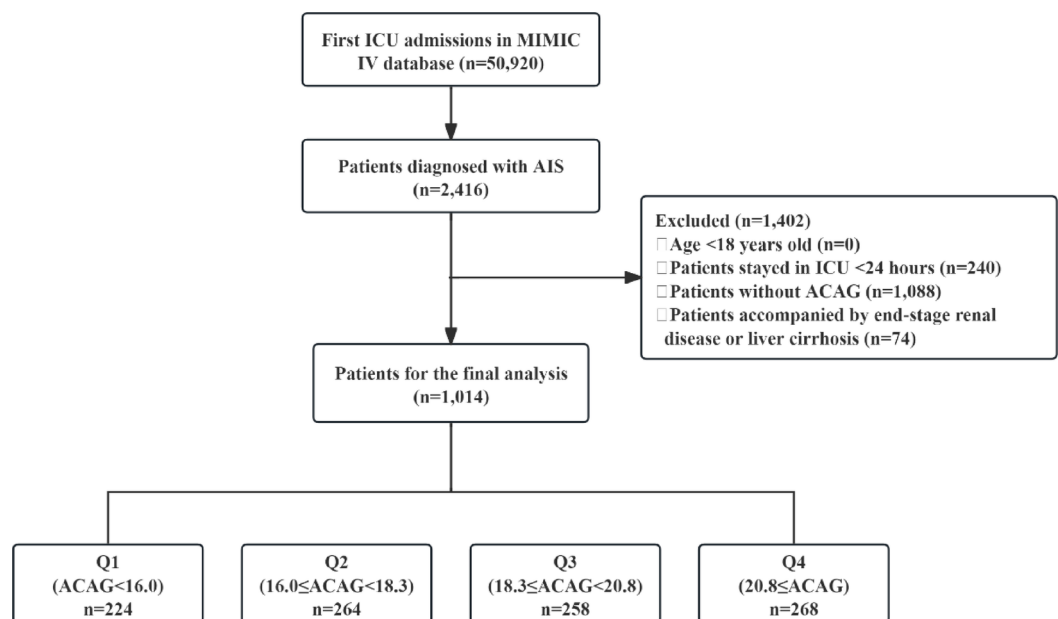 First ICU admissions in MIMIC
IV database (n=50,920)
Patients diagnosed with AIS
(n=2,416)
Excluded (n=1,402)
□Age <18 years old (n=0)
□Patients stayed in ICU <24 hours (n=240)
□Patients without ACAG (n=1,088)
□Patients accompanied by end-stage renal
disease or liver cirrhosis (n=74)
Patients for the final analysis
(n=1,014)
Q1
(ACAG<16.0)
n=224
Q2
(16.0≤ACAG<18.3)
n=264
Q3
(18.3≤ACAG<20.8)
n=258
Q4
(20.8≤ACAG)
n=268